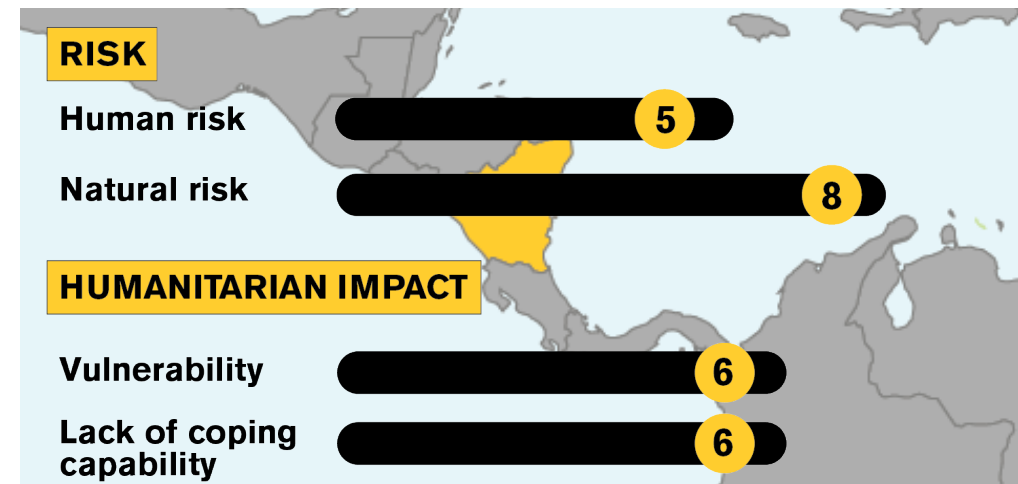 RISK
Human risk
5
Natural risk
8
HUMANITARIAN IMPACT
Vulnerability
6
Lack of coping
capability
6